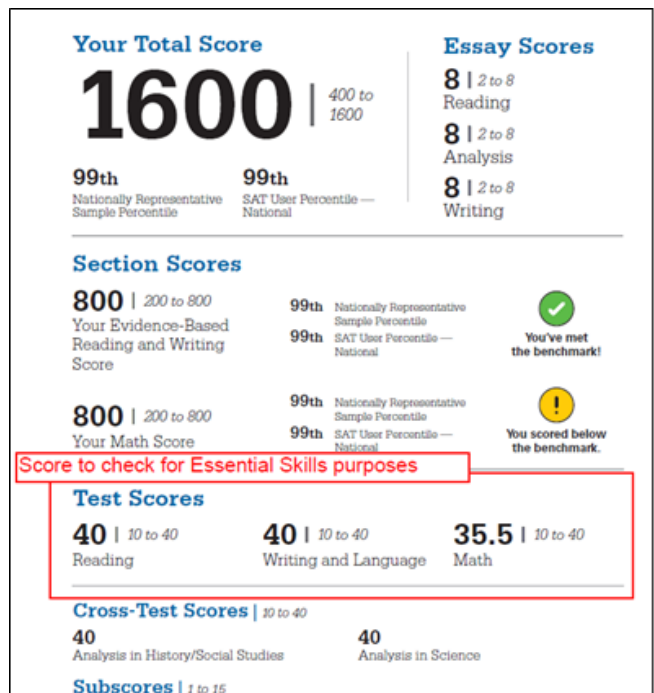 Your Total Score
1600 | 400 to
1600
99th
Nationally Representative
Sample Percentile
99th
SAT User Percentile —
National
Essay Scores
8 | 2 to 8
Reading
8 | 2 to 8
Analysis
8 | 2 to 8
Writing
Section Scores
800 | 200 to 800
Your Evidence-Based
Reading and Writing
Score
99th Nationally Representative
Sample Percentile
99th SAT User Percentile —
National
You've met
the benchmark!
800 | 200 to 800
Your Math Score
99th Nationally Representative
Sample Percentile
99th SAT User Percentile —
National
!
You scored below
the benchmark.
Score to check for Essential Skills purposes
Test Scores
40 | 10 to 40
Reading
40 | 10 to 40
Writing and Language
35.5 | 10 to 40
Math
Cross-Test Scores | 10 to 40
40
Analysis in History/Social Studies
40
Analysis in Science
Subscores | 1 to 15